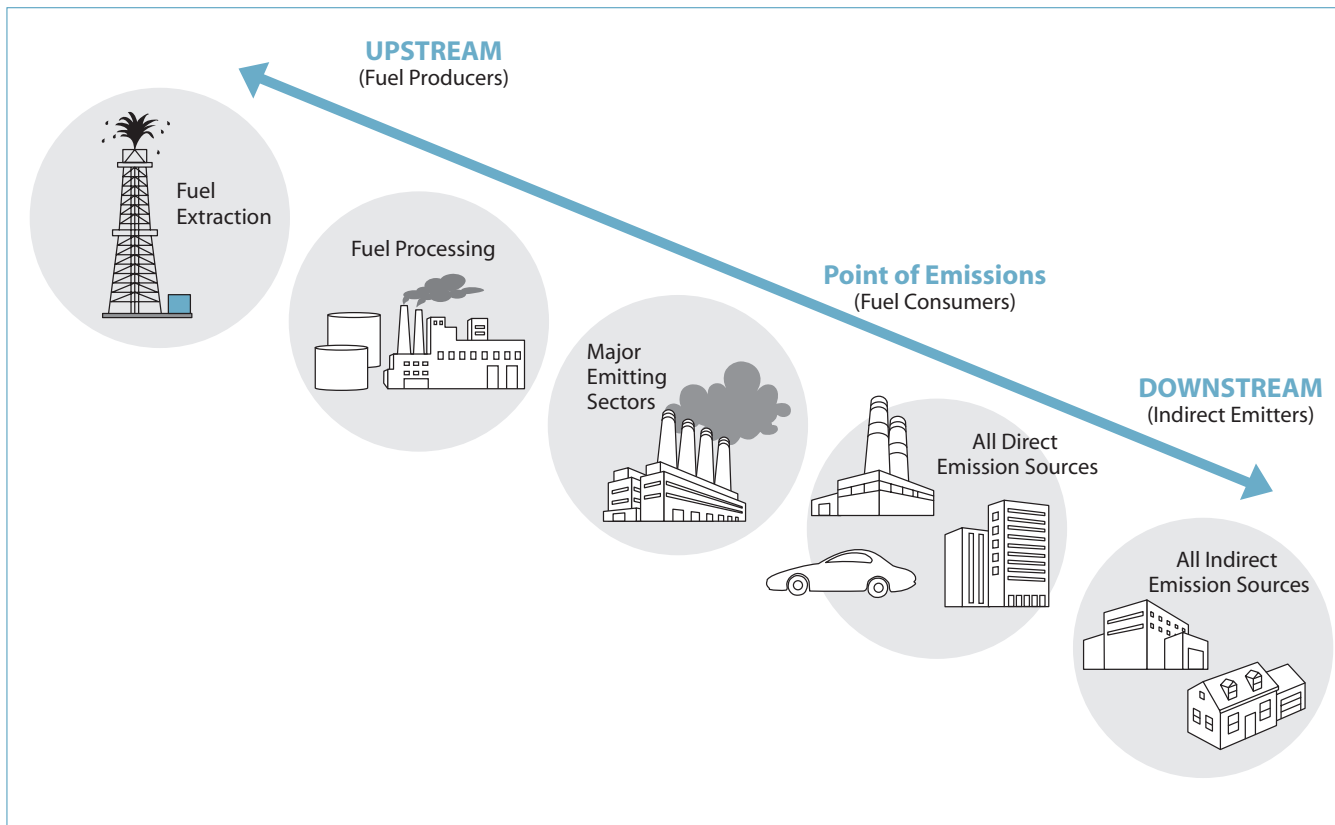 UPSTREAM
(Fuel Producers)
Fuel
Extraction
Fuel Processing
Point of Emissions
(Fuel Consumers)
Major
Emitting
Sectors
DOWNSTREAM
(Indirect Emitters)
All Direct
Emission Sources
All Indirect
Emission Sources